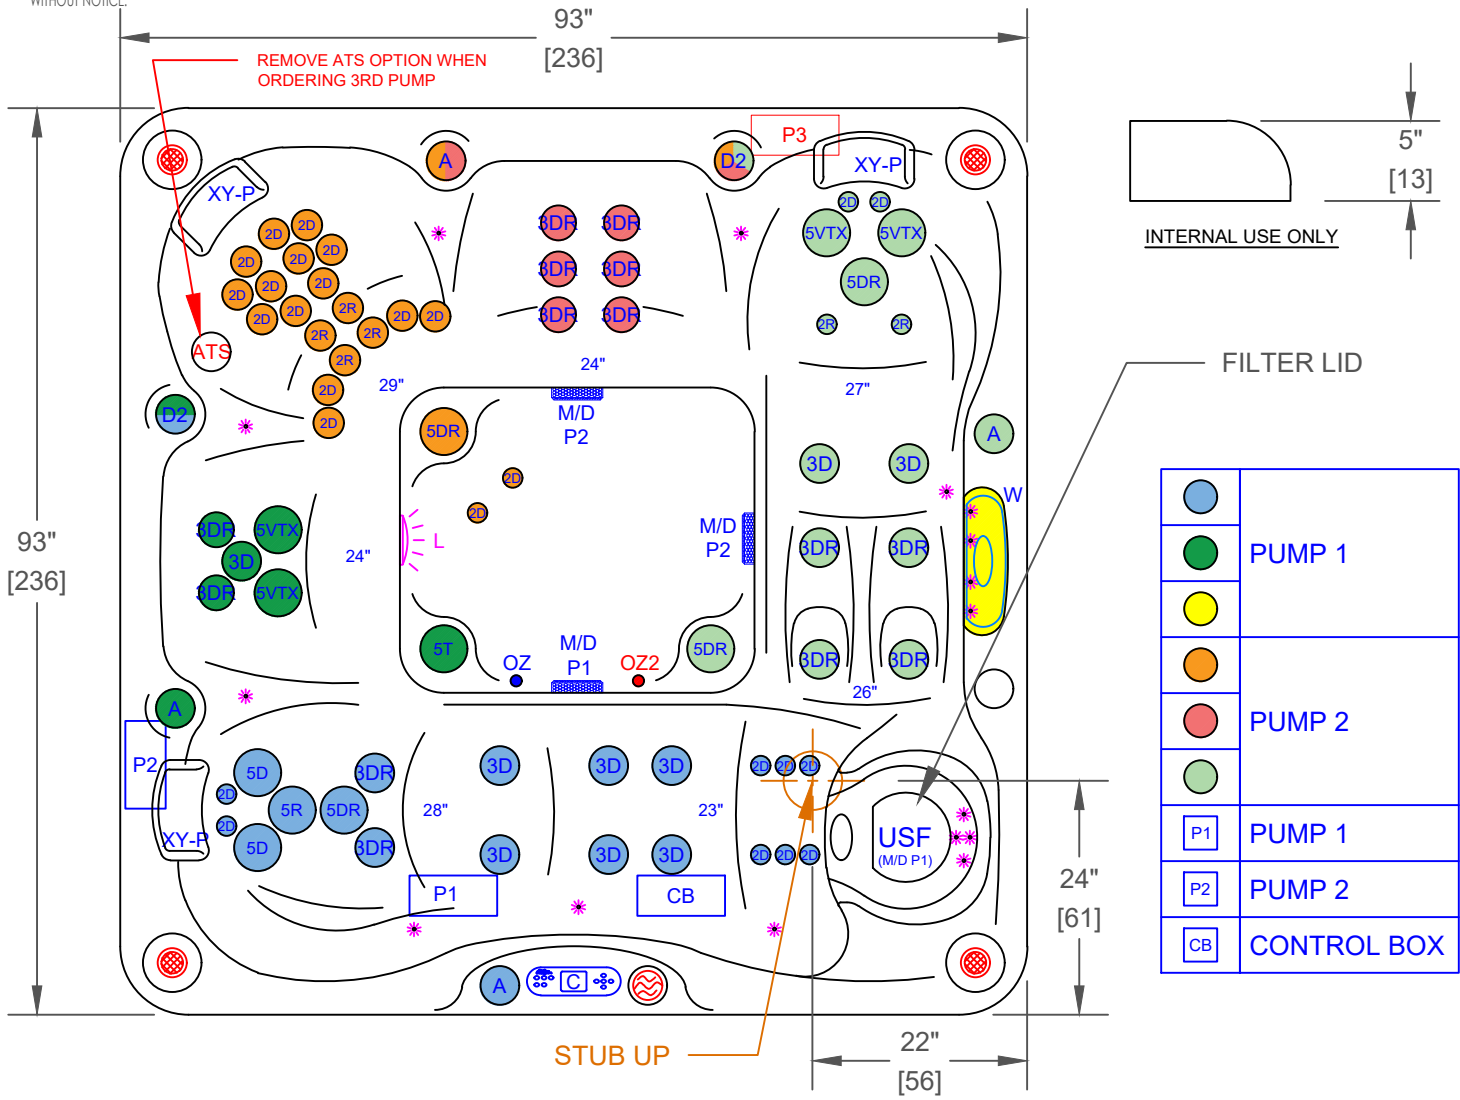 WITHOUT NOTICE.
93"
[236]
REMOVE ATS OPTION WHEN
ORDERING 3RD PUMP
P3
A
D2
XY-P
XY-P
5"
[13]
INTERNAL USE ONLY
2D
2D
2D
2D
2D
2D
2D
2D
2D
2D
2D
2D
2D
2R
2R
2R
2R
2D
2D
2D
2D
3DR
3DR
3DR
3DR
3DR
3DR
5VTX
5VTX
5DR
2R
2R
ATS
24"
29"
27"
FILTER LID
D2
5DR
M/D
P2
A
2D
2D
3D
3D
W
93"
[236]
3DR
5VTX
3D
3DR
5VTX
24"
L
M/D
P2
3DR
3DR
3DR
3DR
PUMP 1
5T
M/D
P1
OZ
OZ2
5DR
26"
A
P2
XY-P
PUMP 2
5D
2D
2D
5R
5DR
5D
3DR
3DR
28"
3D
3D
3D
3D
3D
3D
23"
2D
2D
2D
2D
2D
2D
USF
(M/D P1)
P1
CB
24"
[61]
P1
PUMP 1
P2
PUMP 2
CB
CONTROL BOX
A
C
STUB UP
22"
[56]